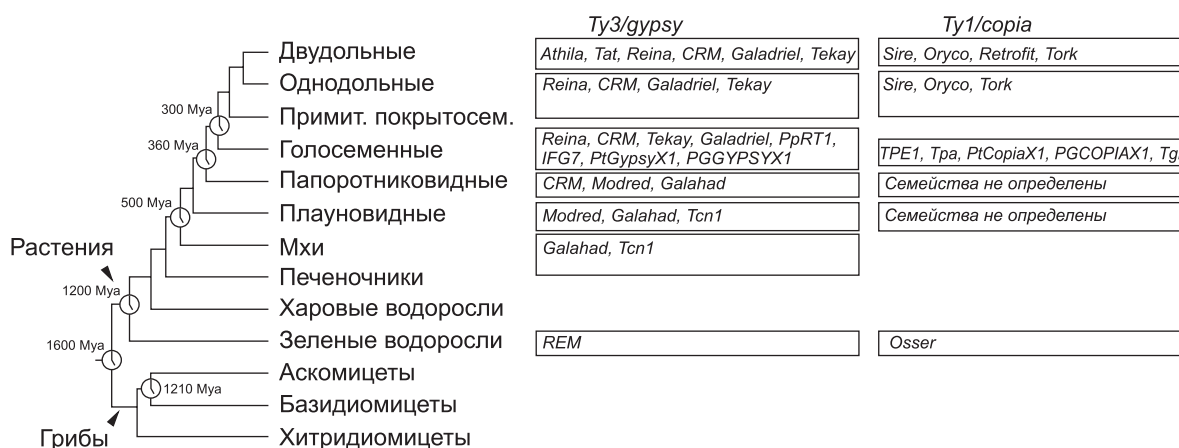 Ty3/gypsy
Ty1/copia
Двудольные
Athila, Tat, Reina, CRM, Galadriel, Tekay
Sire, Oryco, Retrofit, Tork
Однодольные
Reina, CRM, Galadriel, Tekay
Sire, Oryco, Tork
300 Mya
Примит. покрытосем.
360 Mya
Голосеменные
Reina, CRM, Tekay, Galadriel, PpRT1,
IFG7, PtGypsyX1, PGGYPSYX1
TPE1, Tpa, PtCopiaX1, PGCOPIAX1,
Папоротниковидные
CRM, Modred, Galahad
Семейства не определены
500 Mya
Плауновидные
Modred, Galahad, Tcn1
Семейства не определены
Растения
Мхи
Galahad, Tcn1
Печеночники
1200 Mya
Харовые водоросли
Зеленые водоросли
REM
Osser
1600 Mya
Аскомицеты
1210 Mya
Базидиомицеты
Грибы
Хитридиомицеты